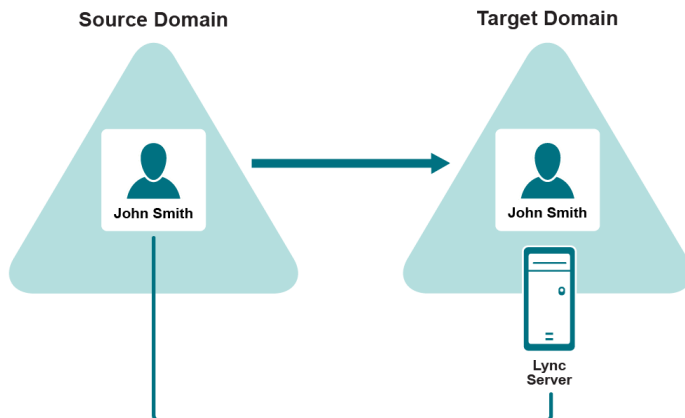 Source Domain
Target Domain
John Smith
John Smith
Lync
Server